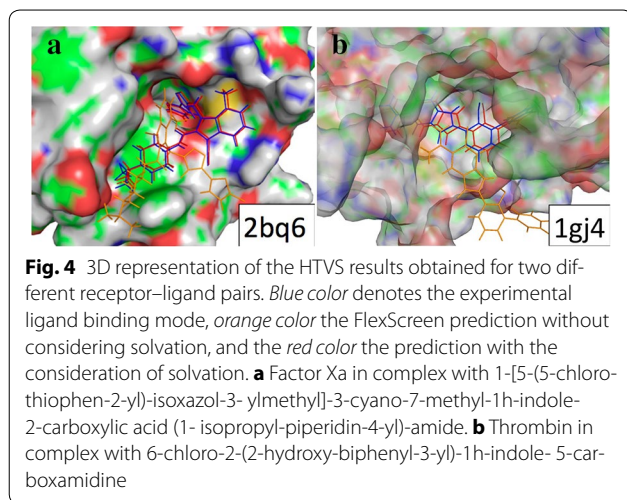 a
b
2bq6
1gj4
Fig. 4 3D representation of the HTVS results obtained for two dif-
ferent receptor–ligand pairs. Blue color denotes the experimental
ligand binding mode, orange color the FlexScreen prediction without
considering solvation, and the red color the prediction with the
consideration of solvation. a Factor Xa in complex with 1-[5-(5-chloro-
thiophen-2-yl)-isoxazol-3- ylmethyl]-3-cyano-7-methyl-1h-indole-
2-carboxylic acid (1- isopropyl-piperidin-4-yl)-amide. b Thrombin in
complex with 6-chloro-2-(2-hydroxy-biphenyl-3-yl)-1h-indole- 5-car-
boxamidine